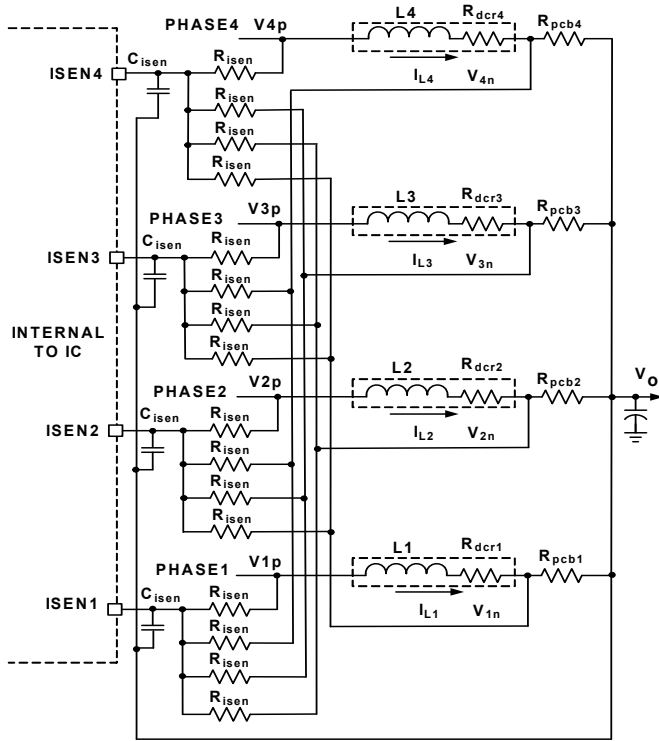 PHASE4 V4p L4 Rdcr4 Rpcb4
ISEN4 Cisen Risen IL4 V4n
Risen
Risen
Risen
PHASE3 V3p L3 Rdcr3 Rpcb3
ISEN3 Cisen Risen IL3 V3n
Risen
Risen
Risen
INTERNAL
TO IC
PHASE2 V2p L2 Rdcr2 Rpcb2 Vo
ISEN2 Cisen Risen IL2 V2n
Risen
Risen
Risen
PHASE1 V1p L1 Rdcr1 Rpcb1
ISEN1 Cisen Risen IL1 V1n
Risen
Risen
Risen